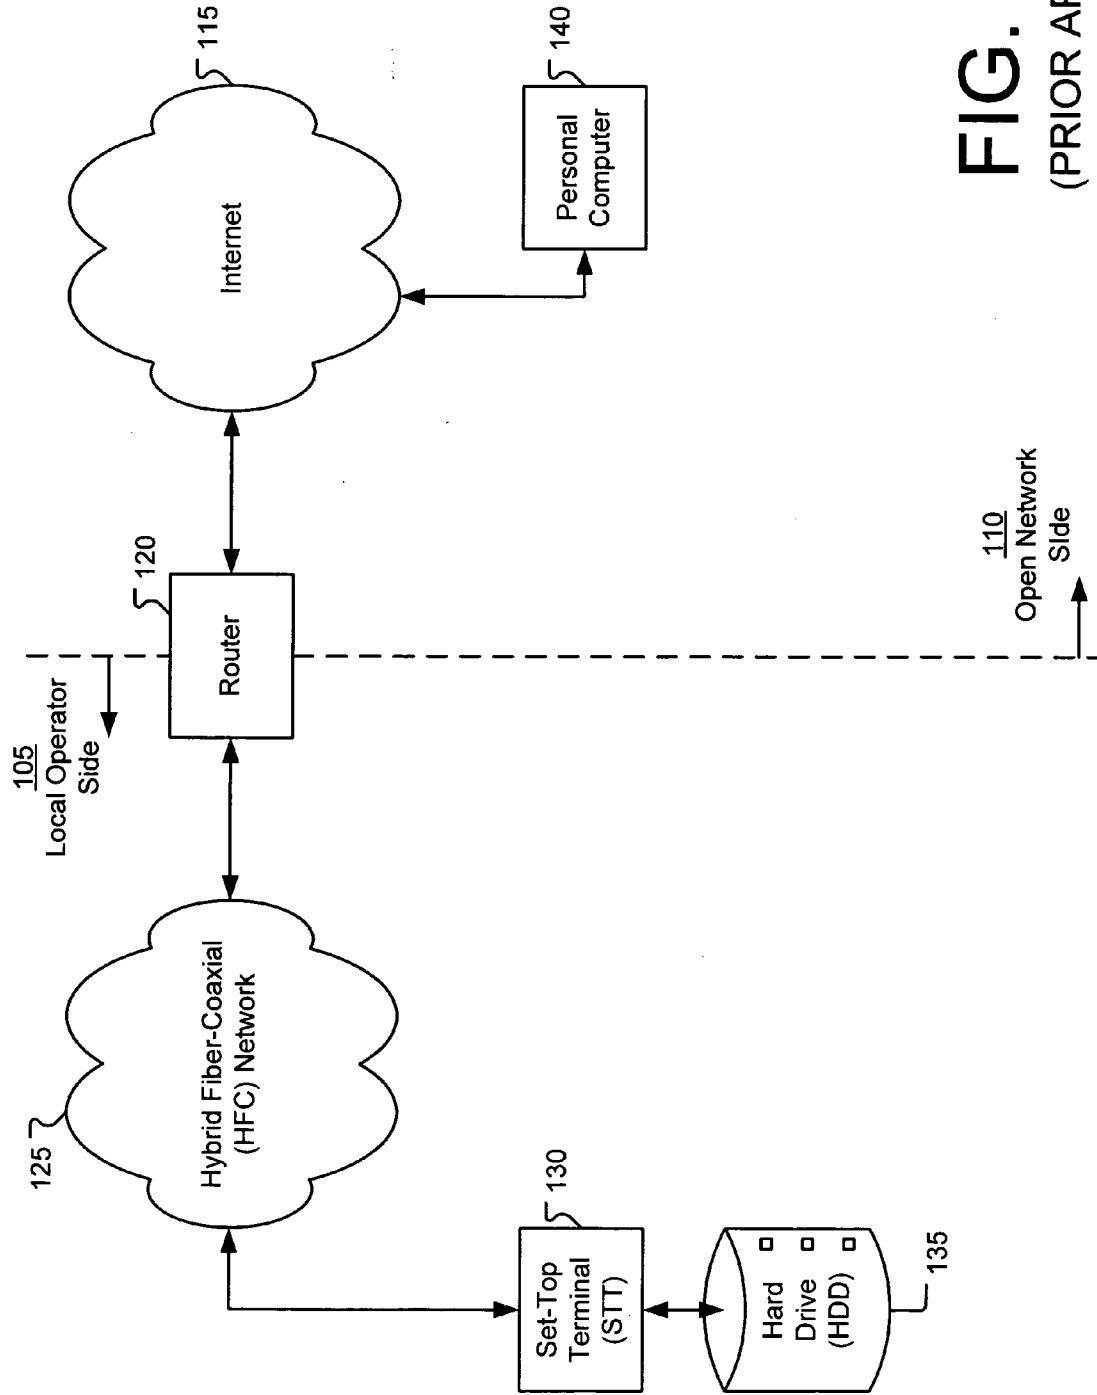 105
Local Operator
Side
125
Hybrid Fiber-Coaxial
(HFC) Network
120
Router
115
Internet
130
Set-Top
Terminal
(STT)
Hard
Drive
(HDD)
135
140
Personal
Computer
110
Open Network
SIde
FIG.
(PRIOR